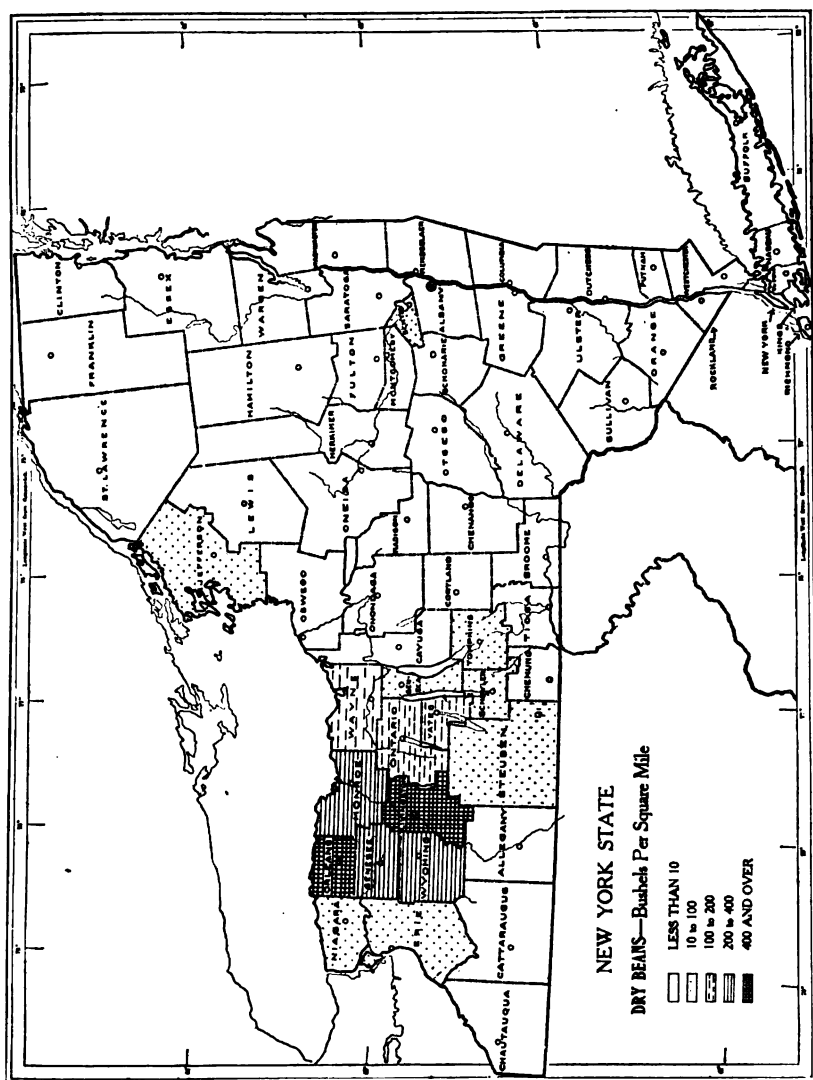 NEW YORK STATE
DRY BEANS—Bushels Per Square Mile
LESS THAN 10
10 to 100
100 to 200
200 to 400
400 AND OVER
CLINTON
FRANKLIN
ST. LAWRENCE
ESSEX
JEFFERSON
LEWIS
HAMILTON
WARREN
HERKIMER
FULTON
SARATOGA
ONEIDA
OSWEGO
MONTGOMERY
ALBANY
SCHOHARIE
OTSEGO
MADISON
ONONDAGA
CAYUGA
WAYNE
MONROE
ORLEANS
NIAGARA
GENESEE
ERIE
WYOMING
ONTARIO
YATES
CORTLAND
CHENANGO
TOMPKINS
GREENE
COLUMBIA
DELAWARE
BROOME
TIOGA
CHEMUNG
SCHUYLER
STEUBEN
ALLEGANY
CATTARAUGUS
CHAUTAUQUA
ULSTER
DUTCHESS
SULLIVAN
ORANGE
PUTNAM
ROCKLAND
NEW YORK
KINGS
RICHMOND
SUFFOLK